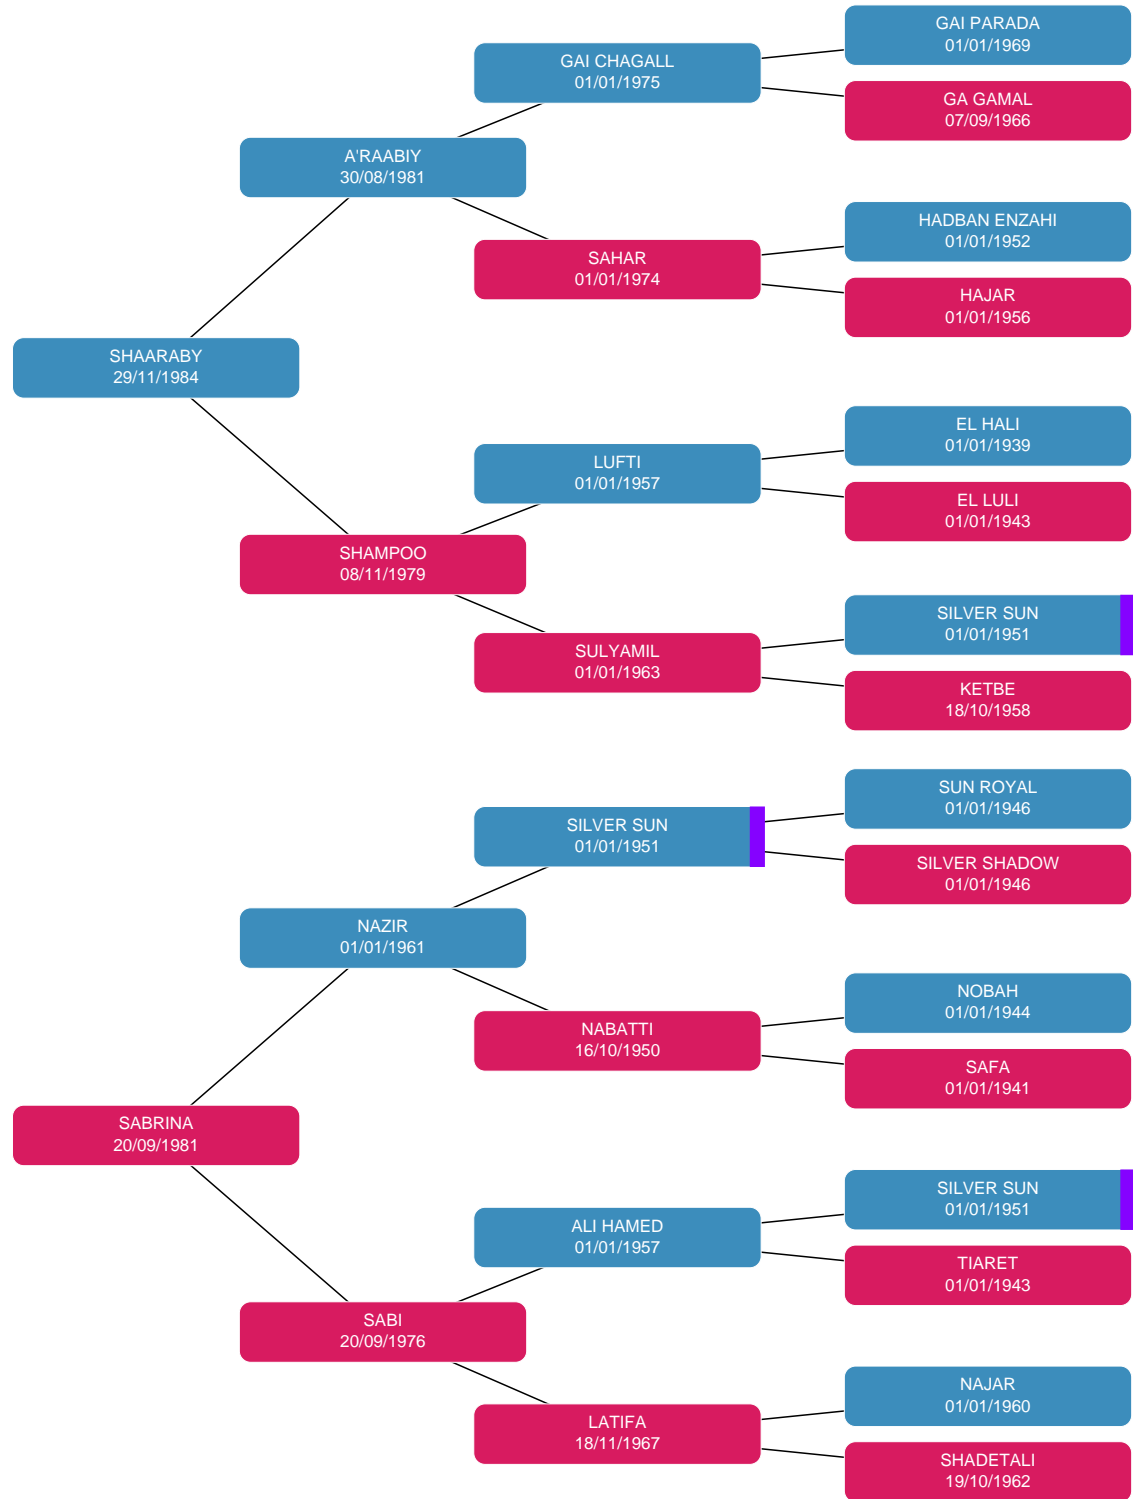 GAI PARADA
01/01/1969
GAI CHAGALL
01/01/1975
GA GAMAL
07/09/1966
A'RAABIY
30/08/1981
HADBAN ENZAHI
01/01/1952
SAHAR
01/01/1974
HAJAR
01/01/1956
SHAARABY
29/11/1984
EL HALI
01/01/1939
LUFTI
01/01/1957
EL LULI
01/01/1943
SHAMPOO
08/11/1979
SILVER SUN
01/01/1951
SULYAMIL
01/01/1963
KETBE
18/10/1958
SUN ROYAL
01/01/1946
SILVER SUN
01/01/1951
SILVER SHADOW
01/01/1946
NAZIR
01/01/1961
NOBAH
01/01/1944
NABATTI
16/10/1950
SAFA
01/01/1941
SABRINA
20/09/1981
SILVER SUN
01/01/1951
ALI HAMED
01/01/1957
TIARET
01/01/1943
SABI
20/09/1976
NAJAR
01/01/1960
LATIFA
18/11/1967
SHADETALI
19/10/1962